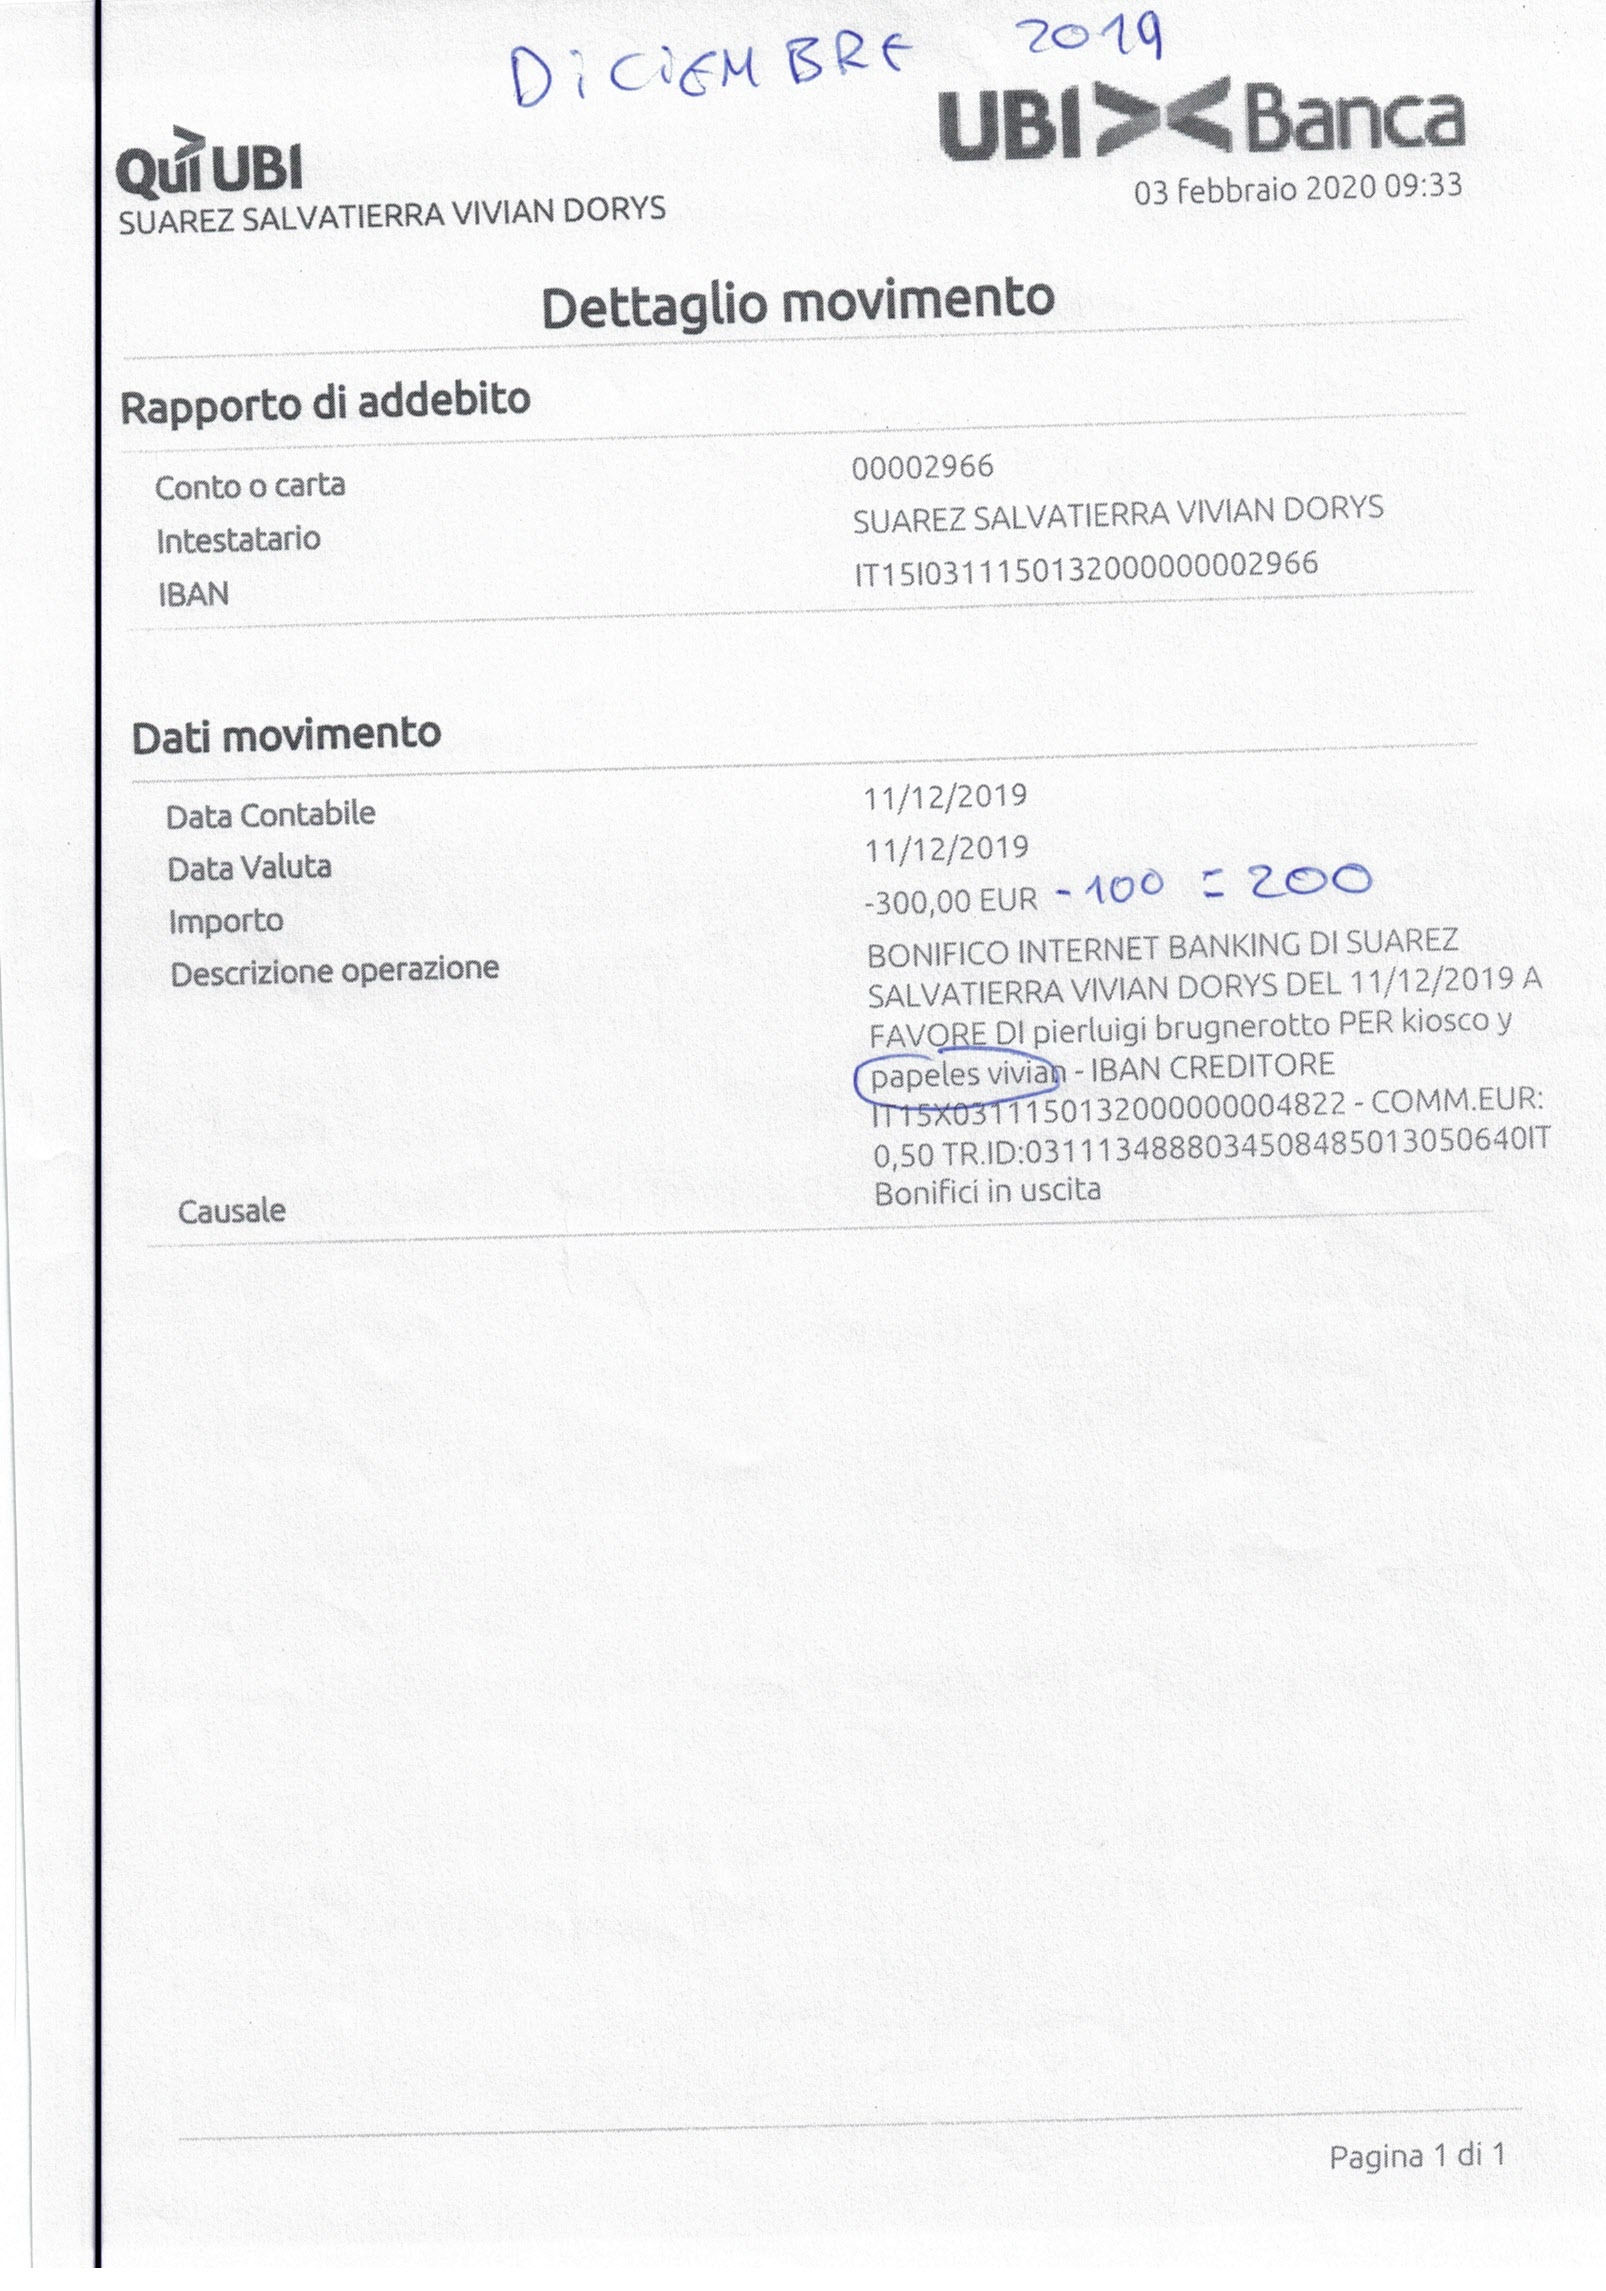 DICIEMBRE 2019
UBI Banca
Qui UBI
03 febbraio 2020 09:33
SUAREZ SALVATIERRA VIVIAN DORYS
Dettaglio movimento
Rapporto di addebito
Conto o carta 00002966
Intestatario SUAREZ SALVATIERRA VIVIAN DORYS
IBAN IT15I0311150132000000002966
Dati movimento
Data Contabile 11/12/2019
Data Valuta 11/12/2019
Importo -300,00 EUR - 100 = 200
Descrizione operazione BONIFICO INTERNET BANKING DI SUAREZ
SALVATIERRA VIVIAN DORYS DEL 11/12/2019 A
FAVORE DI pierluigi brugnerotto PER kiosco y
papeles vivian - IBAN CREDITORE
IT15X0311150132000000004822 - COMM.EUR:
0,50 TR.ID:0311134888034508485013050640IT
Causale Bonifici in uscita
Pagina 1 di 1